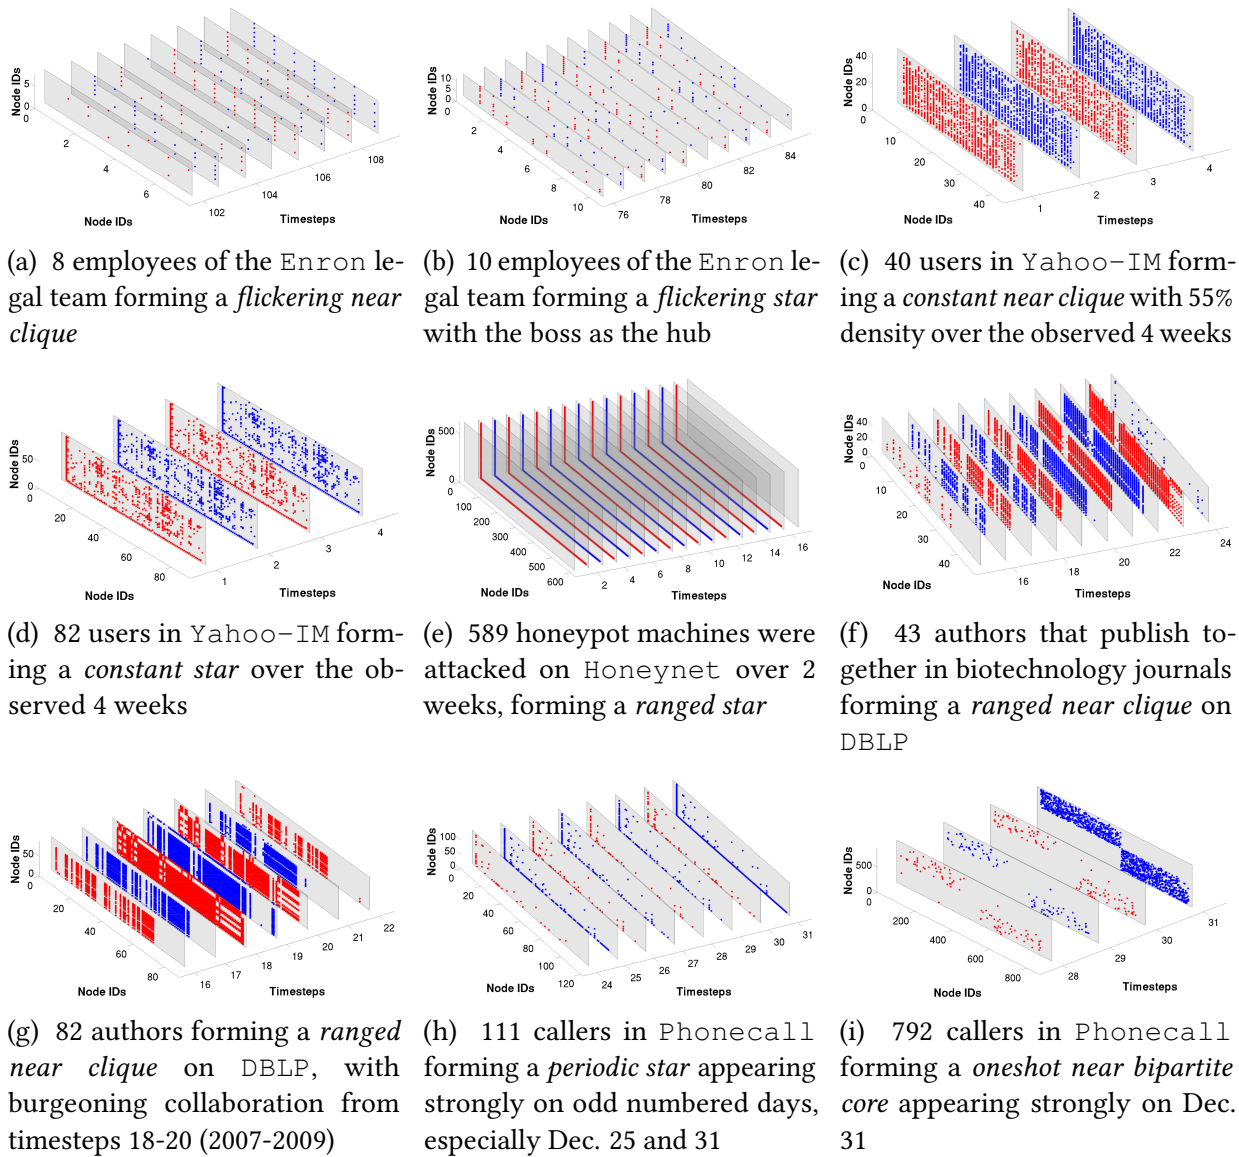 Node IDs
5
0
2
4
6
Node IDs
102
104
106
108
Timesteps
Node IDs
10
5
0
0
2
4
6
8
10
Node IDs
76
78
80
82
84
Timesteps
Node IDs
40
20
0
0
10
20
30
40
Node IDs
1
2
3
4
Timesteps
(a) 8 employees of the Enron le-
gal team forming a flickering near
clique
(b) 10 employees of the Enron le-
gal team forming a flickering star
with the boss as the hub
(c) 40 users in Yahoo-IM form-
ing a constant near clique with 55%
density over the observed 4 weeks
Node IDs
50
0
0
20
40
60
80
Node IDs
1
2
3
4
Timesteps
Node IDs
500
0
0
100
200
300
400
500
600
Node IDs
2
4
6
8
10
12
14
16
Timesteps
Node IDs
40
20
0
0
10
20
30
40
Node IDs
16
18
20
22
24
Timesteps
(d) 82 users in Yahoo-IM form-
ing a constant star over the ob-
served 4 weeks
(e) 589 honeypot machines were
attacked on Honeynet over 2
weeks, forming a ranged star
(f) 43 authors that publish to-
gether in biotechnology journals
forming a ranged near clique on
DBLP
Node IDs
50
0
0
20
40
60
80
Node IDs
16
17
18
19
20
21
22
Timesteps
Node IDs
100
50
0
0
20
40
60
80
100
120
Node IDs
24
25
26
27
28
29
30
31
Timesteps
Node IDs
500
0
0
200
400
600
800
Node IDs
28
29
30
31
Timesteps
(g) 82 authors forming a ranged
near clique on DBLP, with
burgeoning collaboration from
timesteps 18-20 (2007-2009)
(h) 111 callers in Phonecall
forming a periodic star appearing
strongly on odd numbered days,
especially Dec. 25 and 31
(i) 792 callers in Phonecall
forming a oneshot near bipartite
core appearing strongly on Dec.
31